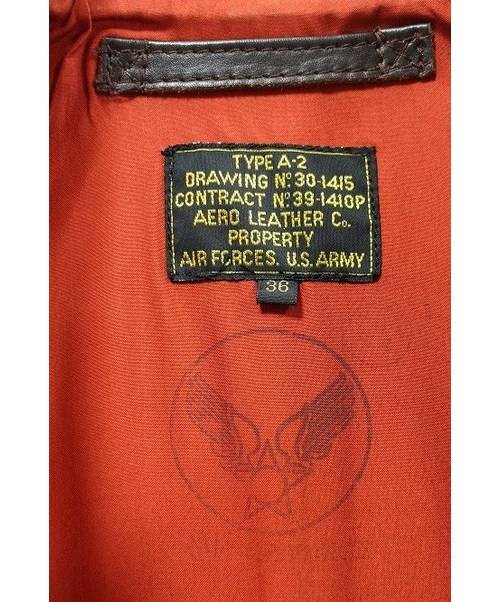 TYPE A-2
DRAWING Nº 30-1415
CONTRACT Nº 39-1410P
AERO LEATHER Co.
PROPERTY
AIR FORCES, U.S. ARMY
36